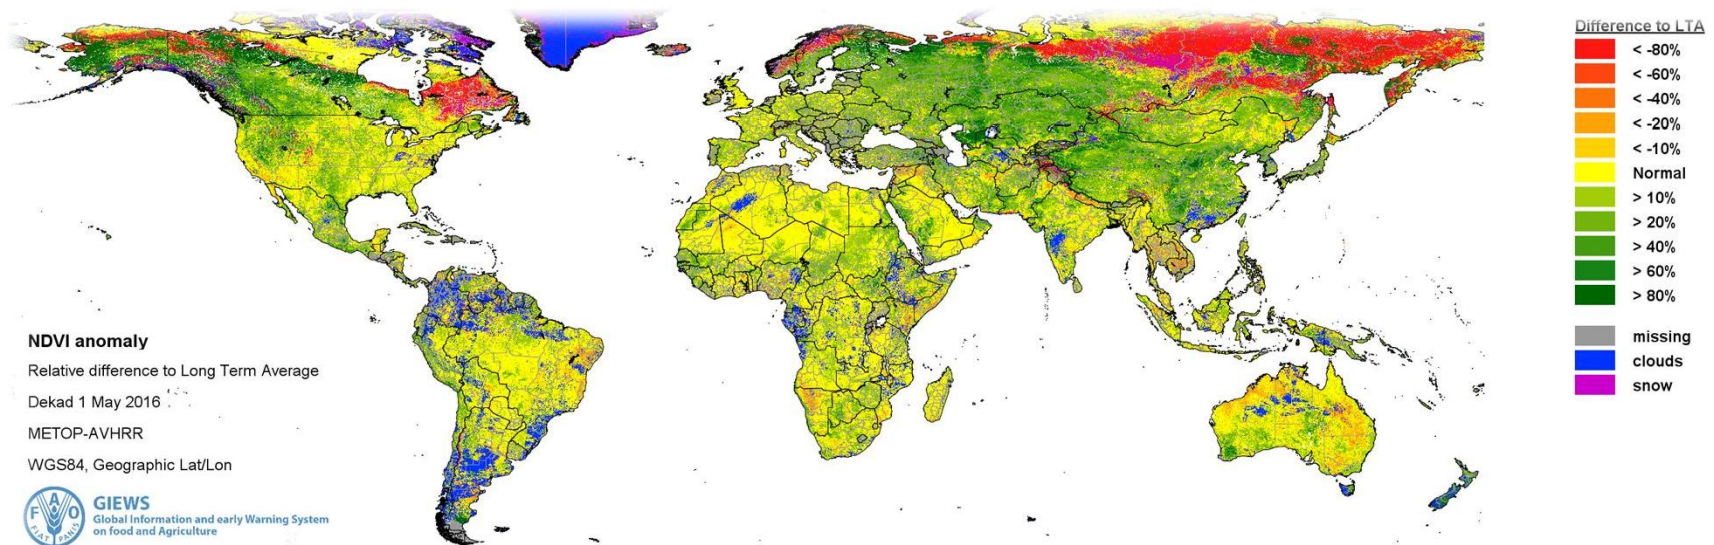 Difference to LTA
< -80%
< -60%
< -40%
< -20%
< -10%
Normal
> 10%
> 20%
> 40%
> 60%
> 80%
missing
clouds
snow
NDVI anomaly
Relative difference to Long Term Average
Dekad 1 May 2016
METOP-AVHRR
WGS84, Geographic Lat/Lon
F A O
FIAT PANIS
GIEWS
Global Information and early Warning System
on food and Agriculture